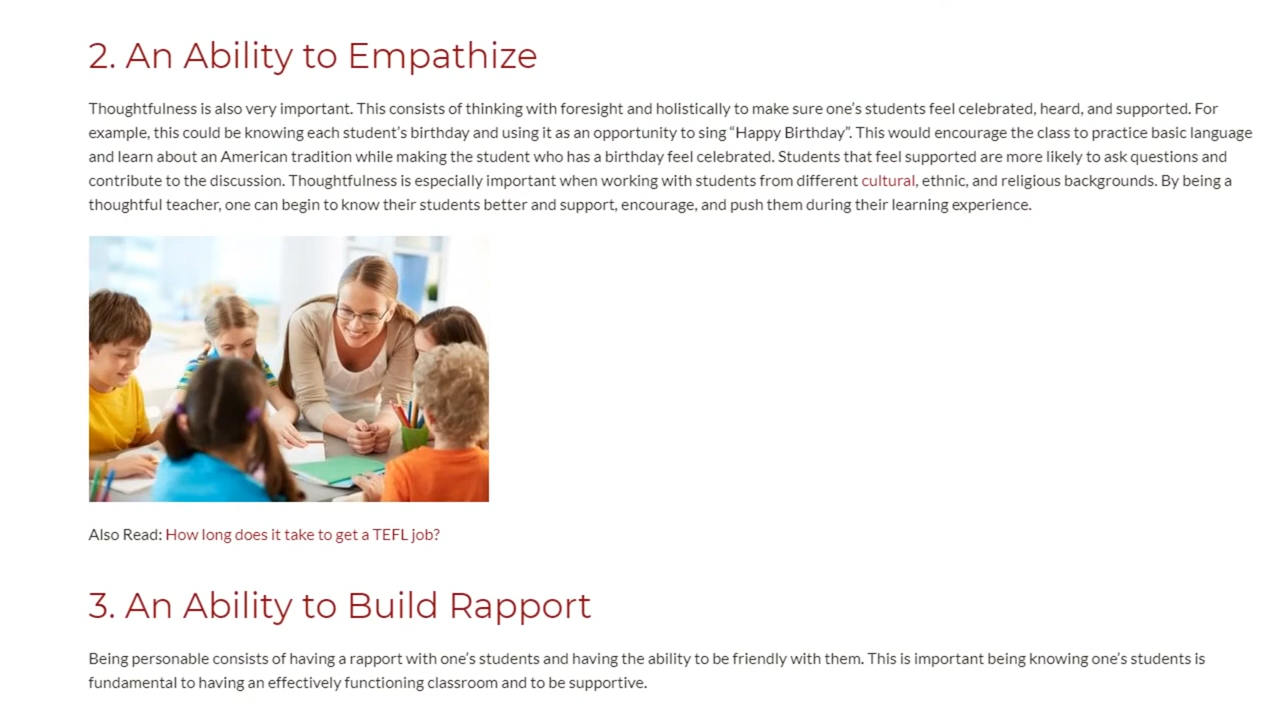 2. An Ability to Empathize
Thoughtfulness is also very important. This consists of thinking with foresight and holistically to make sure one's students feel celebrated, heard, and supported. For
example, this could be knowing each student's birthday and using it as an opportunity to sing “Happy Birthday”. This would encourage the class to practice basic language
and learn about an American tradition while making the student who has a birthday feel celebrated. Students that feel supported are more likely to ask questions and
contribute to the discussion. Thoughtfulness is especially important when working with students from different cultural, ethnic, and religious backgrounds. By being a
thoughtful teacher, one can begin to know their students better and support, encourage, and push them during their learning experience.
Also Read: How long does it take to get a TEFL job?
3. An Ability to Build Rapport
Being personable consists of having a rapport with one's students and having the ability to be friendly with them. This is important being knowing one's students is
fundamental to having an effectively functioning classroom and to be supportive.